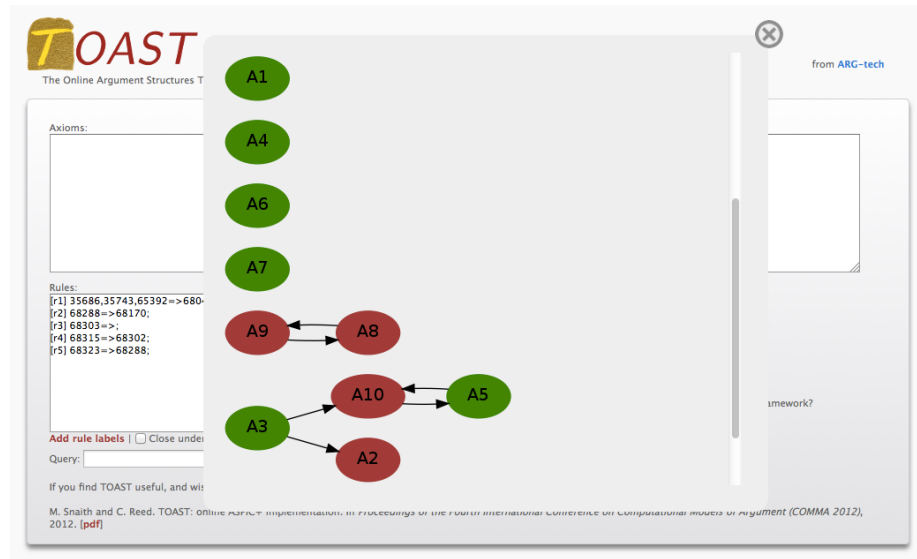 TOAST
The Online Argument Structures T
from ARG-tech
Axioms:
A1
A4
A6
A7
A9
A8
A10
A5
A3
A2
Rules:
[r1] 35686,35743,65392=>6804
[r2] 68288=>68170;
[r3] 68303=>;
[r4] 68315=>68302;
[r5] 68323=>68288;
amework?
Add rule labels | Close under
Query:
If you find TOAST useful, and wis
M. Snaith and C. Reed. TOAST: online ASPIC+ implementation. In Proceedings of the Fourth International Conference on Computational Models of Argument (COMMA 2012),
2012. [pdf]